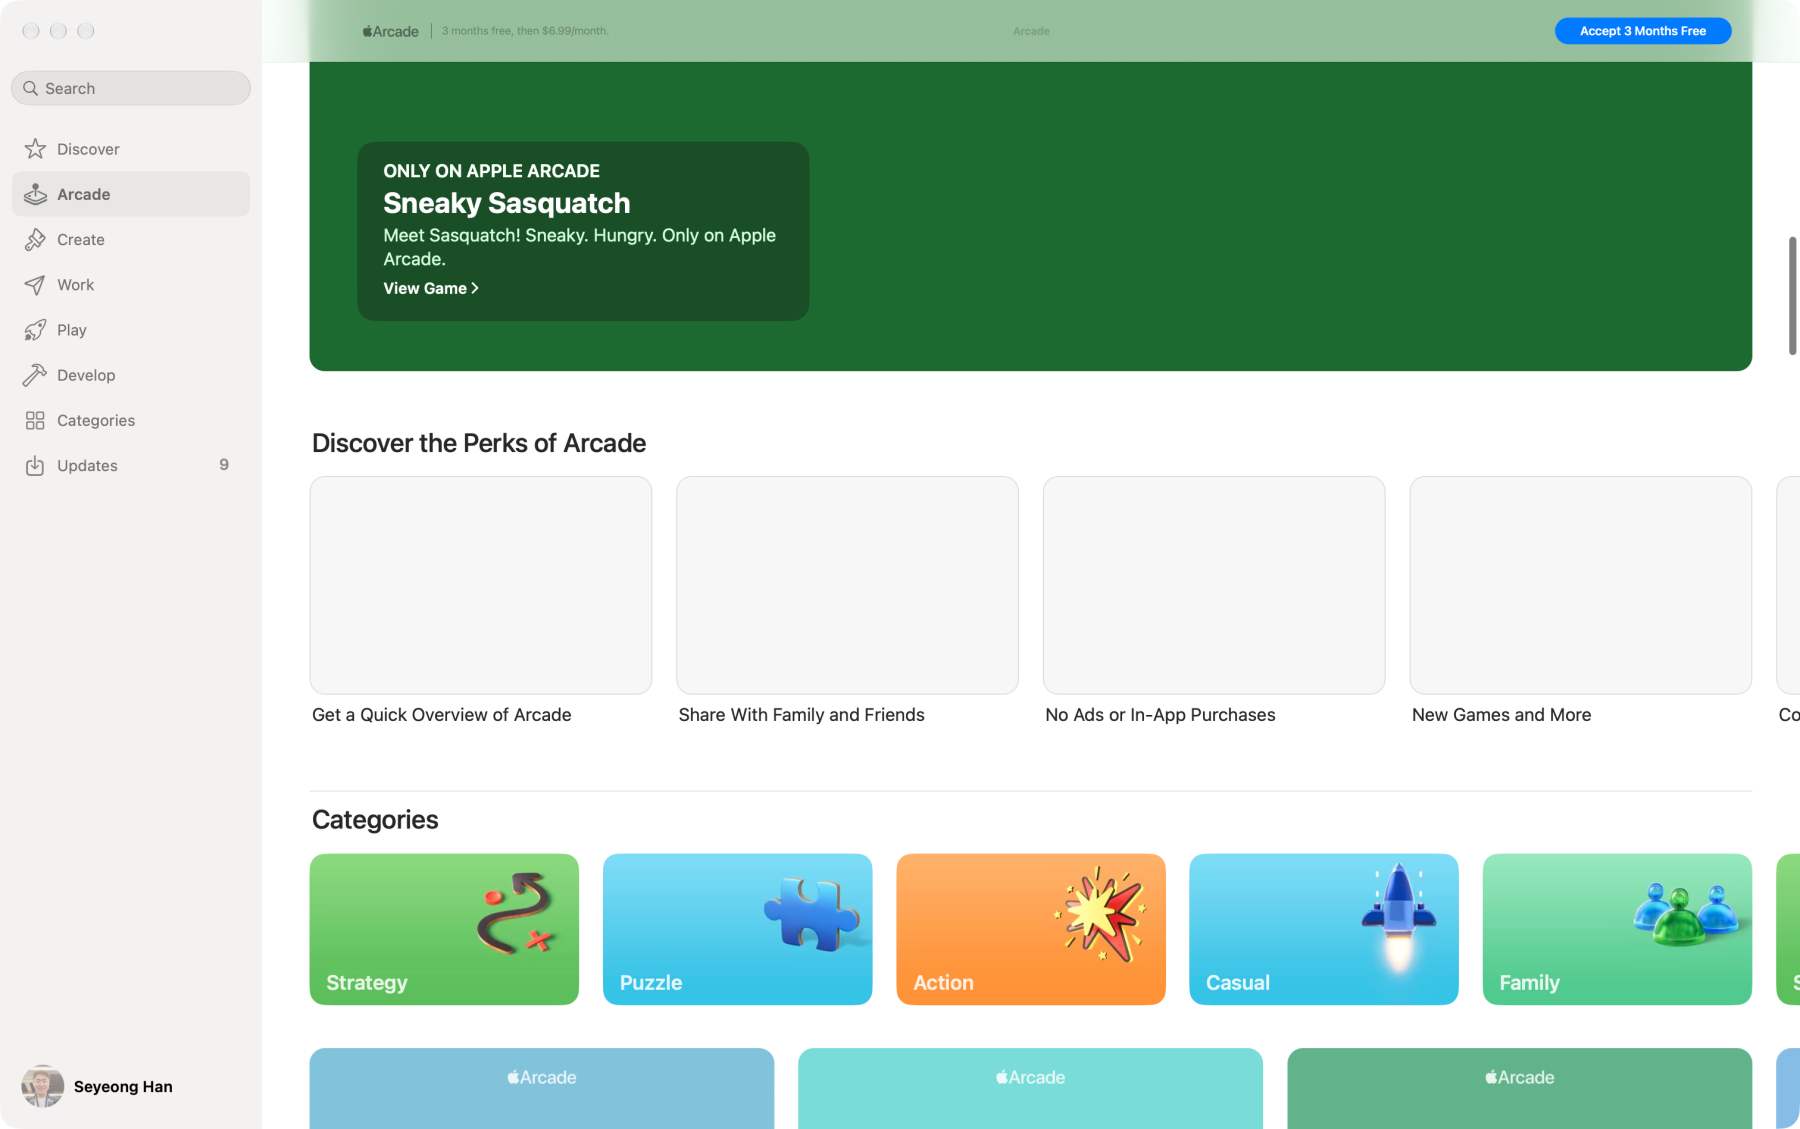 Arcade
3 months free, then $6.99/month.
Arcade
Accept 3 Months Free
Search
Discover
Arcade
Create
Work
Play
Develop
Categories
Updates 9
Seyeong Han
ONLY ON APPLE ARCADE
Sneaky Sasquatch
Meet Sasquatch! Sneaky. Hungry. Only on Apple
Arcade.
View Game
Discover the Perks of Arcade
Get a Quick Overview of Arcade
Share With Family and Friends
No Ads or In-App Purchases
New Games and More
Co
Categories
Strategy
Puzzle
Action
Casual
Family
Arcade
Arcade
Arcade